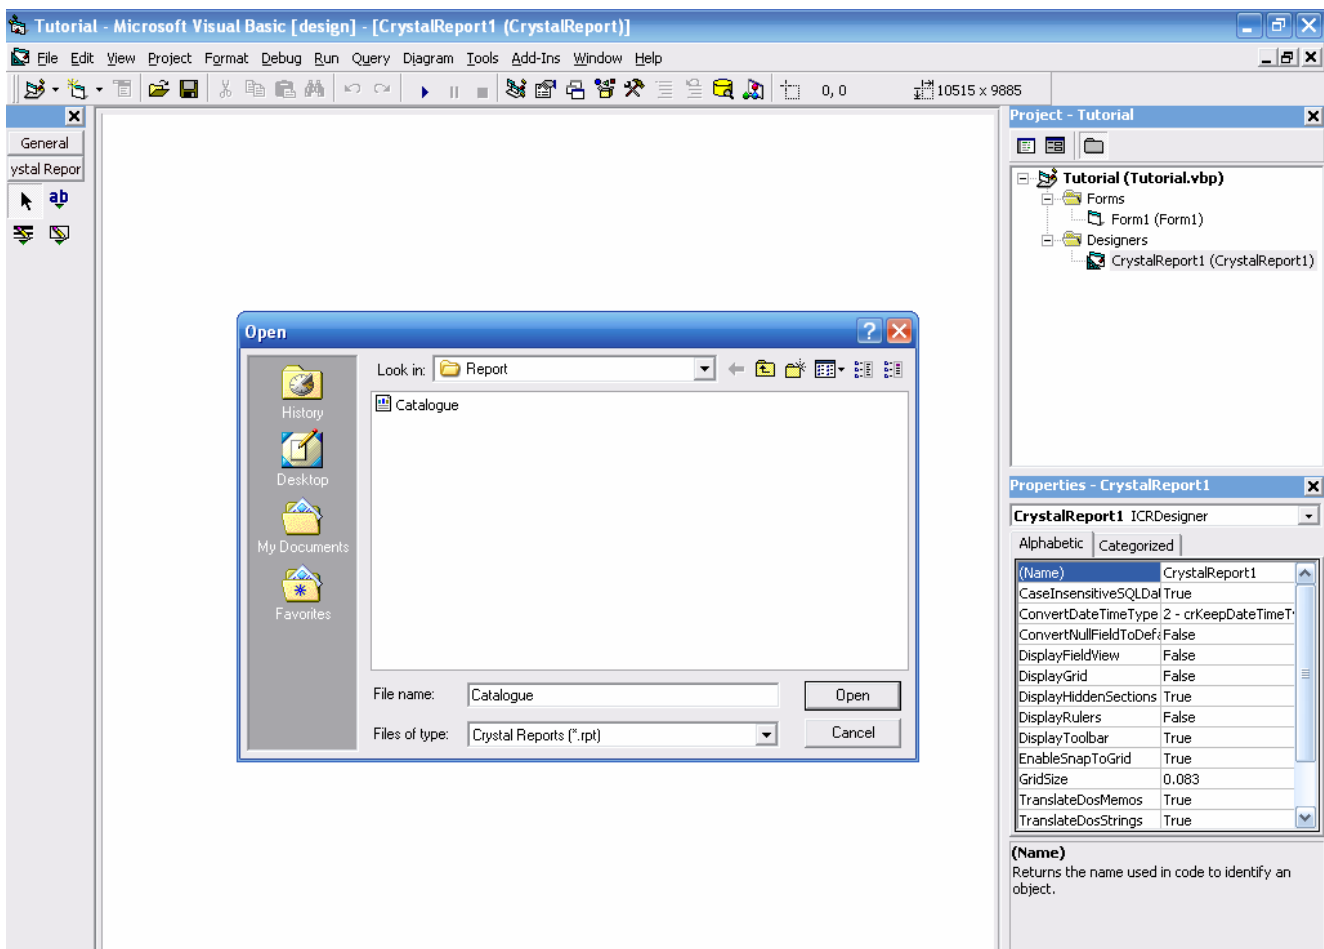 Tutorial - Microsoft Visual Basic [design] - [CrystalReport1 (CrystalReport)]
File Edit View Project Format Debug Run Query Diagram Tools Add-Ins Window Help
0, 0 10515 x 9885
General
ystal Repor
ab
Open
Look in: Report
History
Desktop
My Documents
Favorites
Catalogue
File name: Catalogue Open
Files of type: Crystal Reports (*.rpt) Cancel
Project - Tutorial
Tutorial (Tutorial.vbp)
Forms
Form1 (Form1)
Designers
CrystalReport1 (CrystalReport1)
Properties - CrystalReport1
CrystalReport1 ICRDesigner
Alphabetic Categorized
(Name) CrystalReport1
CaseInsensitiveSQLDat True
ConvertDateTimeType 2 - crKeepDateTimeT
ConvertNullFieldToDefa False
DisplayFieldView False
DisplayGrid False
DisplayHiddenSections True
DisplayRulers False
DisplayToolbar True
EnableSnapToGrid True
GridSize 0.083
TranslateDosMemos True
TranslateDosStrings True
(Name)
Returns the name used in code to identify an
object.